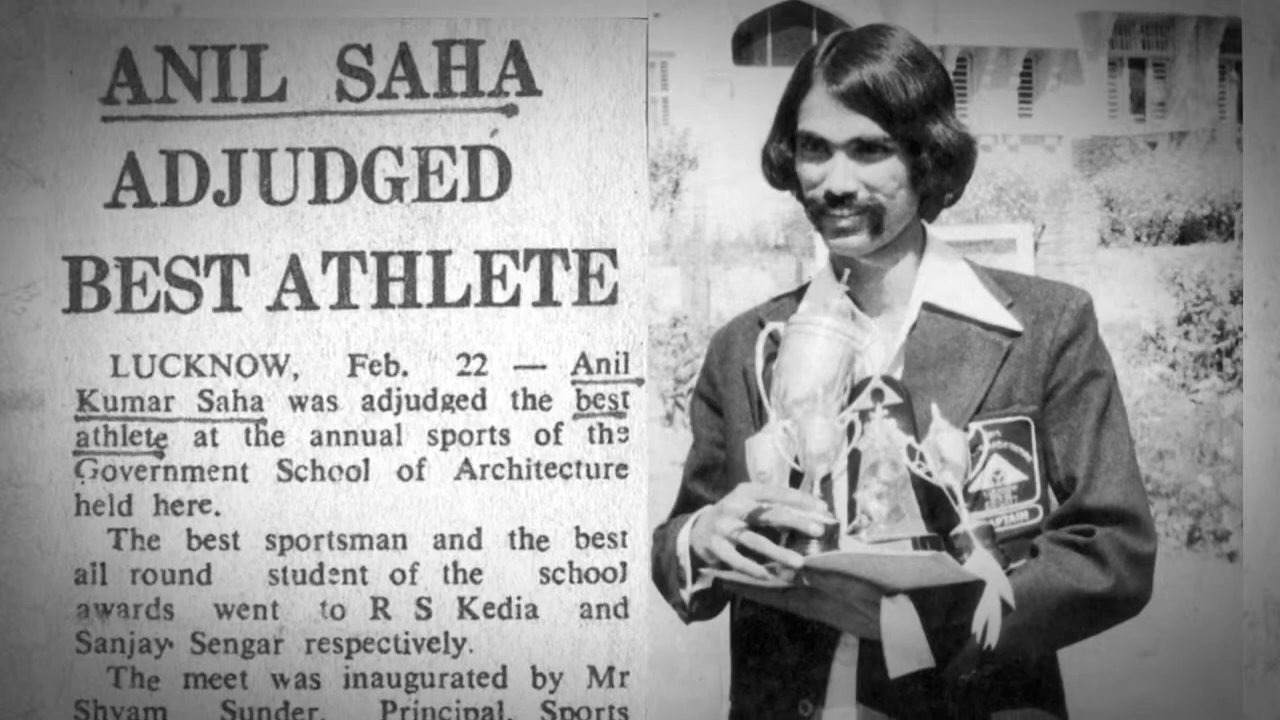 ANIL SAHA
ADJUDGED
BEST ATHLETE
LUCKNOW, Feb. 22 — Anil
Kumar Saha was adjudged the best
athlete at the annual sports of the
Government School of Architecture
held here.
The best sportsman and the best
all round student of the school
awards went to R S Kedia and
Sanjay Sengar respectively.
The meet was inaugurated by Mr
Shyam Sunder, Principal, Sports
CAPTAIN